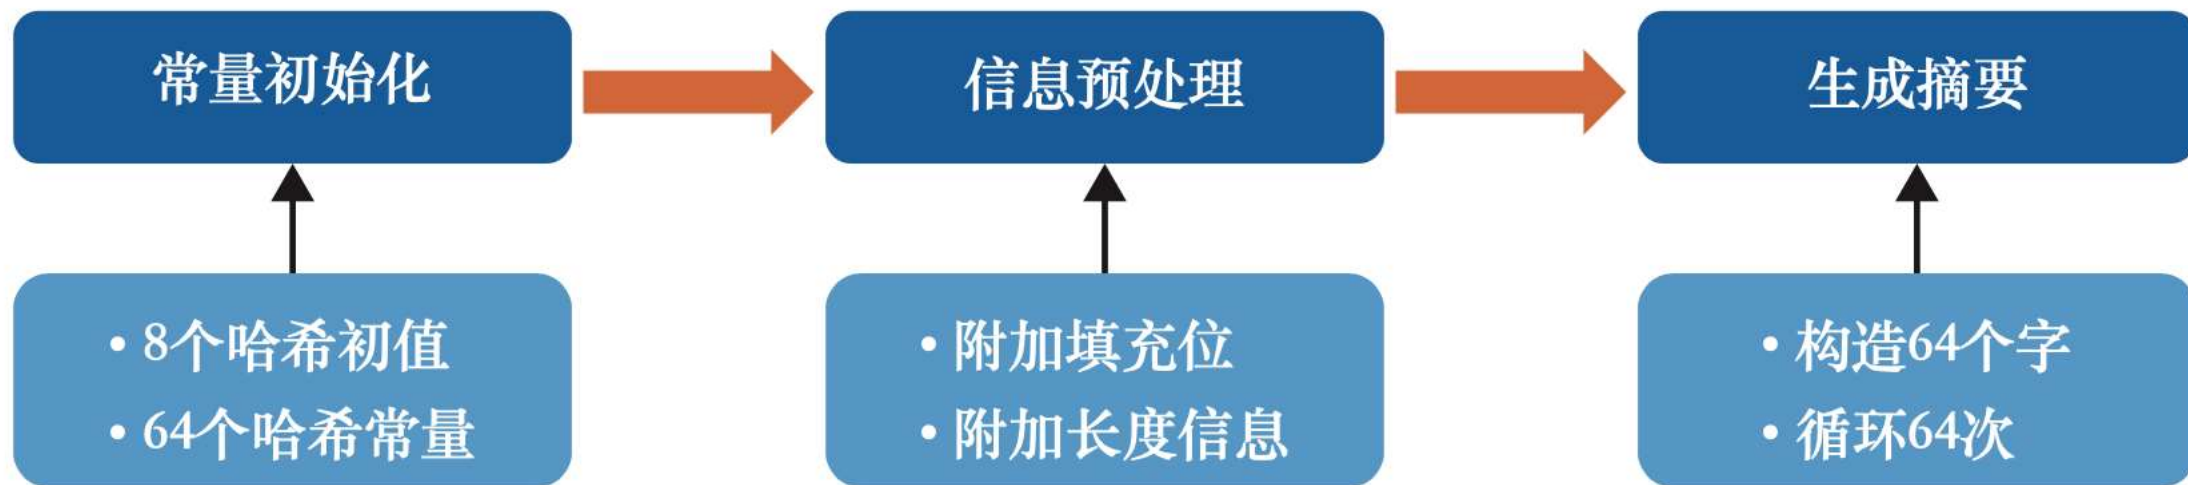 常量初始化
信息预处理
生成摘要
• 8个哈希初值
• 64个哈希常量
• 附加填充位
• 附加长度信息
• 构造64个字
• 循环64次